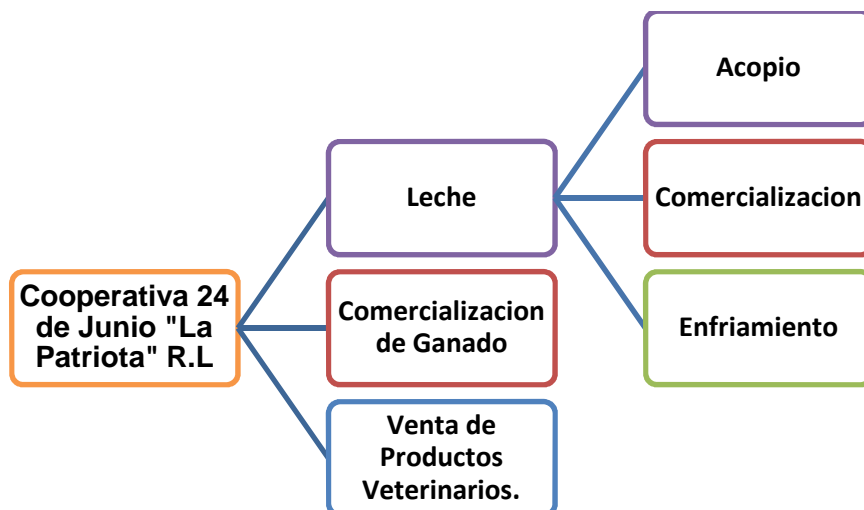 Cooperativa 24
de Junio "La
Patriota" R.L
Leche
Comercializacion
de Ganado
Venta de
Productos
Veterinarios.
Acopio
Comercializacion
Enfriamiento